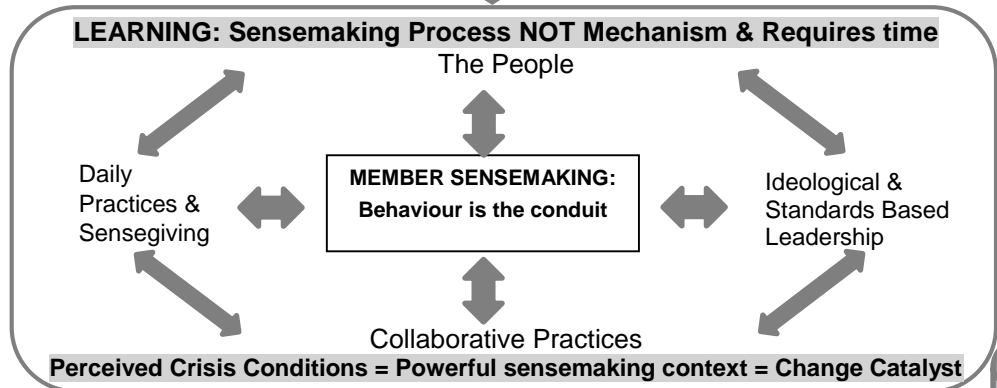 LEARNING: Sensemaking Process NOT Mechanism & Requires time
The People
Daily
Practices &
Sensegiving
MEMBER SENSEMAKING:
Behaviour is the conduit
Ideological &
Standards Based
Leadership
Collaborative Practices
Perceived Crisis Conditions = Powerful sensemaking context = Change Catalyst